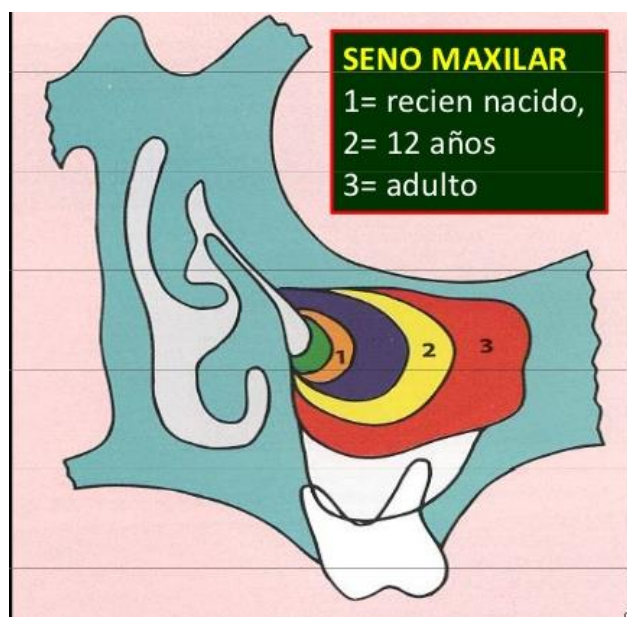 SENO MAXILAR
1= recien nacido,
2= 12 años
3= adulto
1 2 3